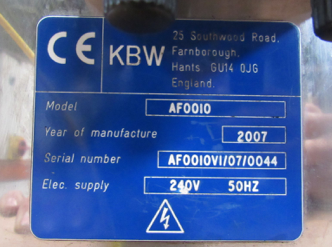 CE KBW
25 Southwood Road,
Farnborough,
Hants. GU14 0JG
England.
Model AF0010
Year of manufacture 2007
Serial number AF0010V1/07/0044
Elec. supply 240V 50HZ